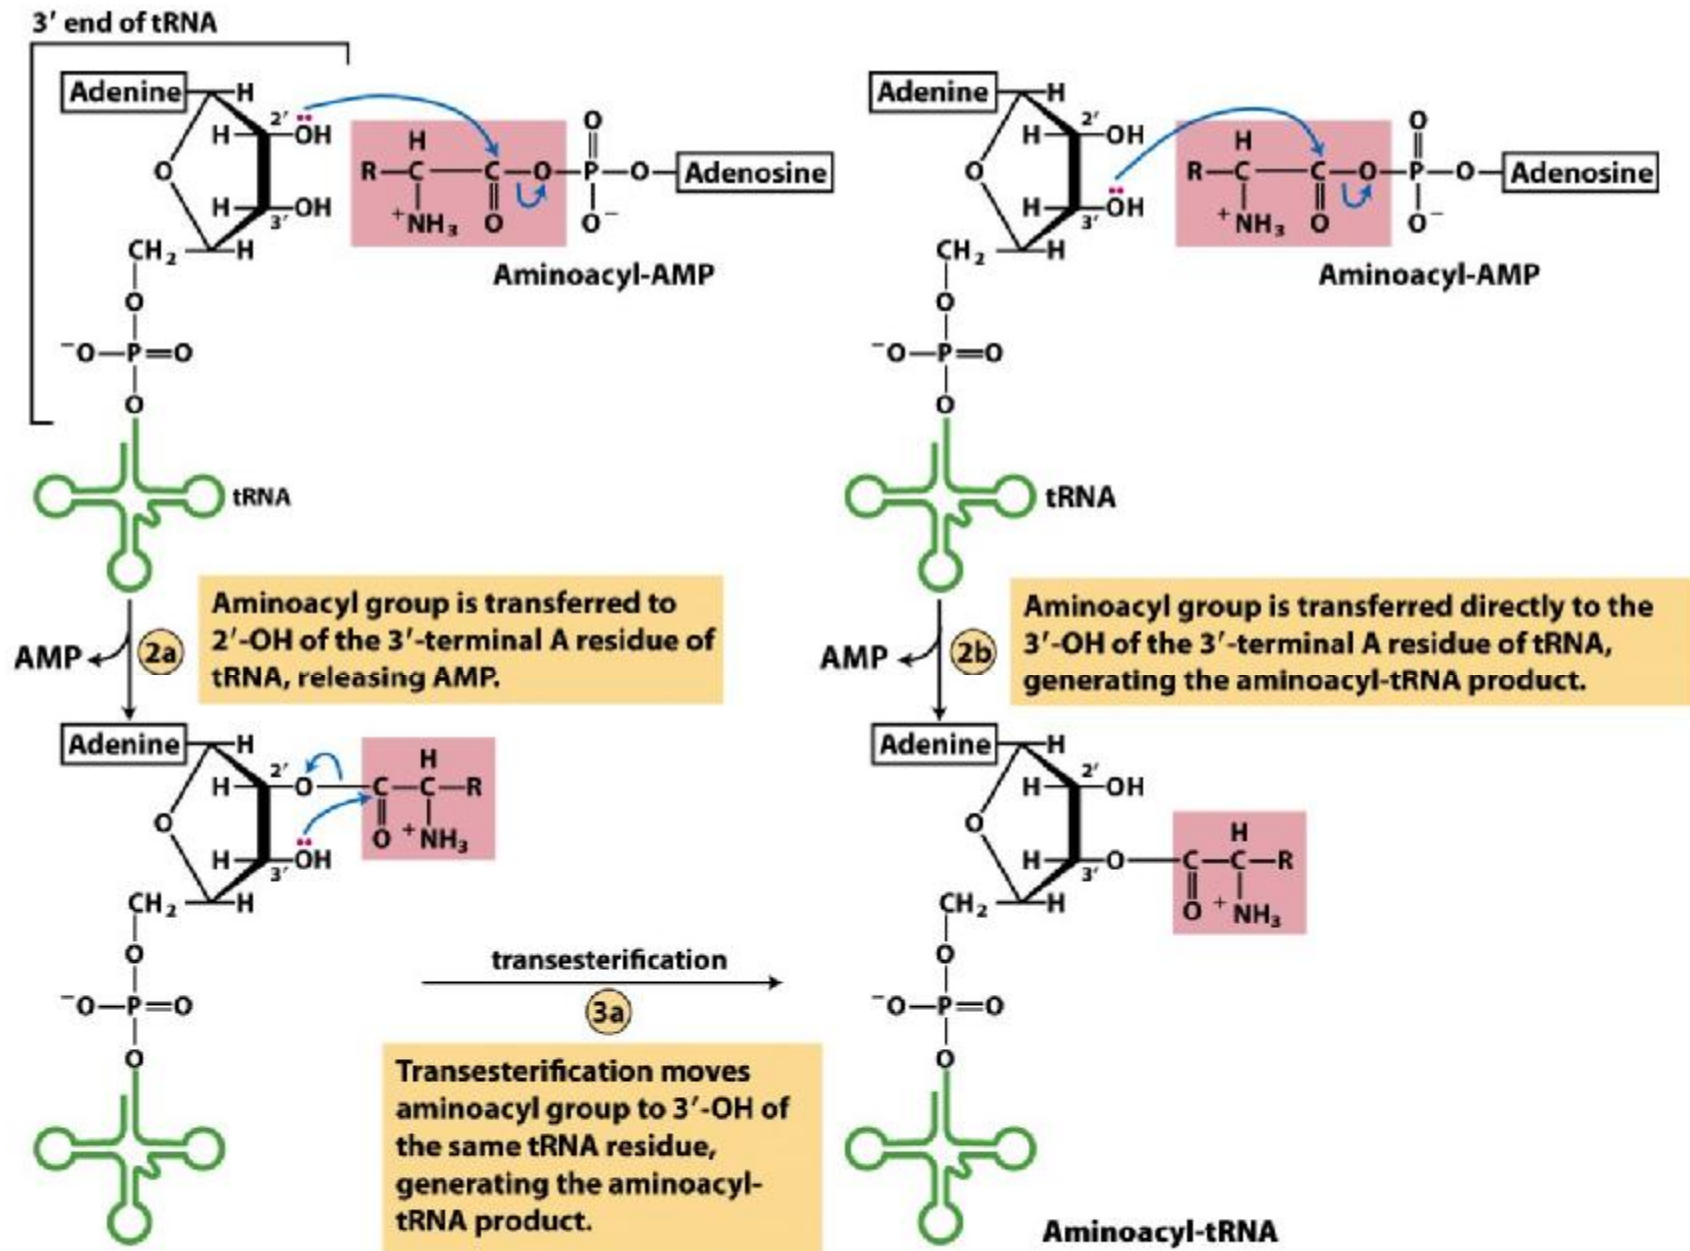 3′ end of tRNA
Adenine
H
2′
H
OH
O
H
OH
3′
CH2
H
O
−O—P=O
O
H
R—C—C—O—P—O—Adenosine
O
+NH3
O
O−
Aminoacyl-AMP
tRNA
Adenine
H
2′
H
OH
O
H
OH
3′
CH2
H
O
−O—P=O
O
H
R—C—C—O—P—O—Adenosine
O
+NH3
O
O−
Aminoacyl-AMP
tRNA
AMP
2a
Aminoacyl group is transferred to
2′-OH of the 3′-terminal A residue of
tRNA, releasing AMP.
AMP
2b
Aminoacyl group is transferred directly to the
3′-OH of the 3′-terminal A residue of tRNA,
generating the aminoacyl-tRNA product.
Adenine
H
2′
H
O
H
C—C—R
O
+NH3
O
H
OH
3′
CH2
H
O
−O—P=O
O
transesterification
3a
Transesterification moves
aminoacyl group to 3′-OH of
the same tRNA residue,
generating the aminoacyl-
tRNA product.
Adenine
H
2′
H
OH
O
H
O
3′
H
C—C—R
O
+NH3
CH2
H
O
−O—P=O
O
Aminoacyl-tRNA